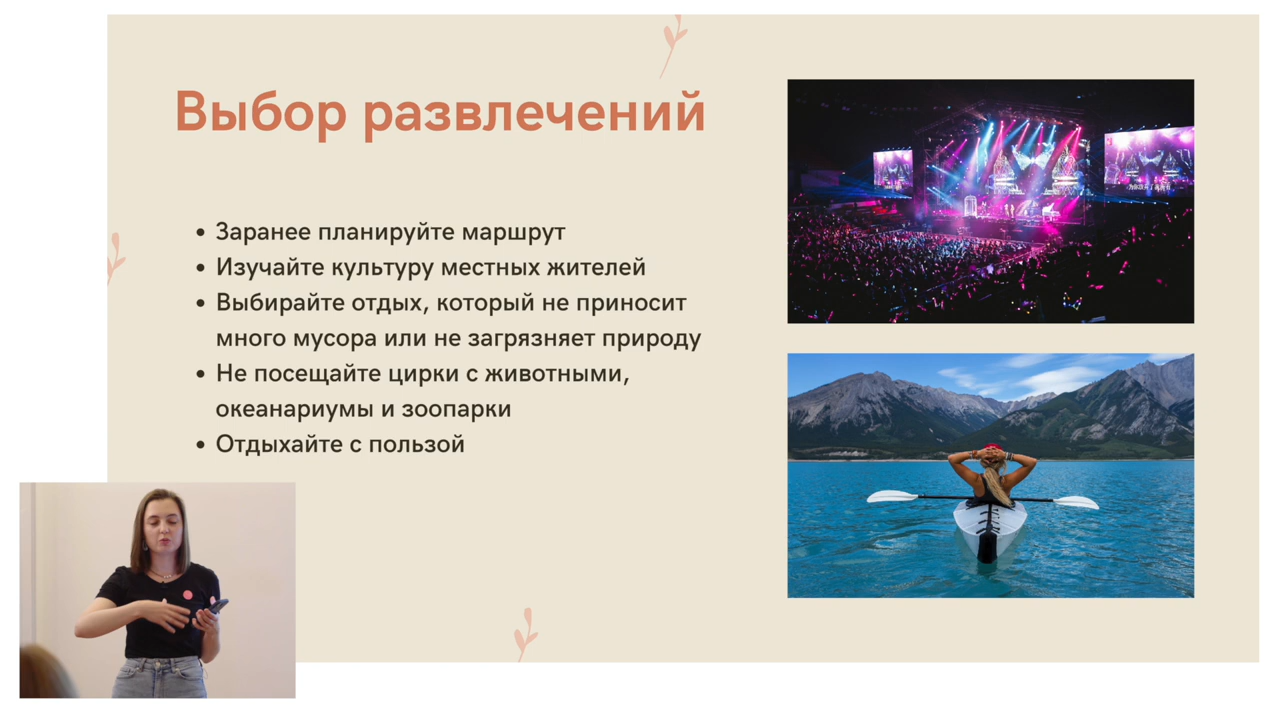 Выбор развлечений
• Заранее планируйте маршрут
• Изучайте культуру местных жителей
• Выбирайте отдых, который не приносит
много мусора или не загрязняет природу
• Не посещайте цирки с животными,
океанариумы и зоопарки
• Отдыхайте с пользой